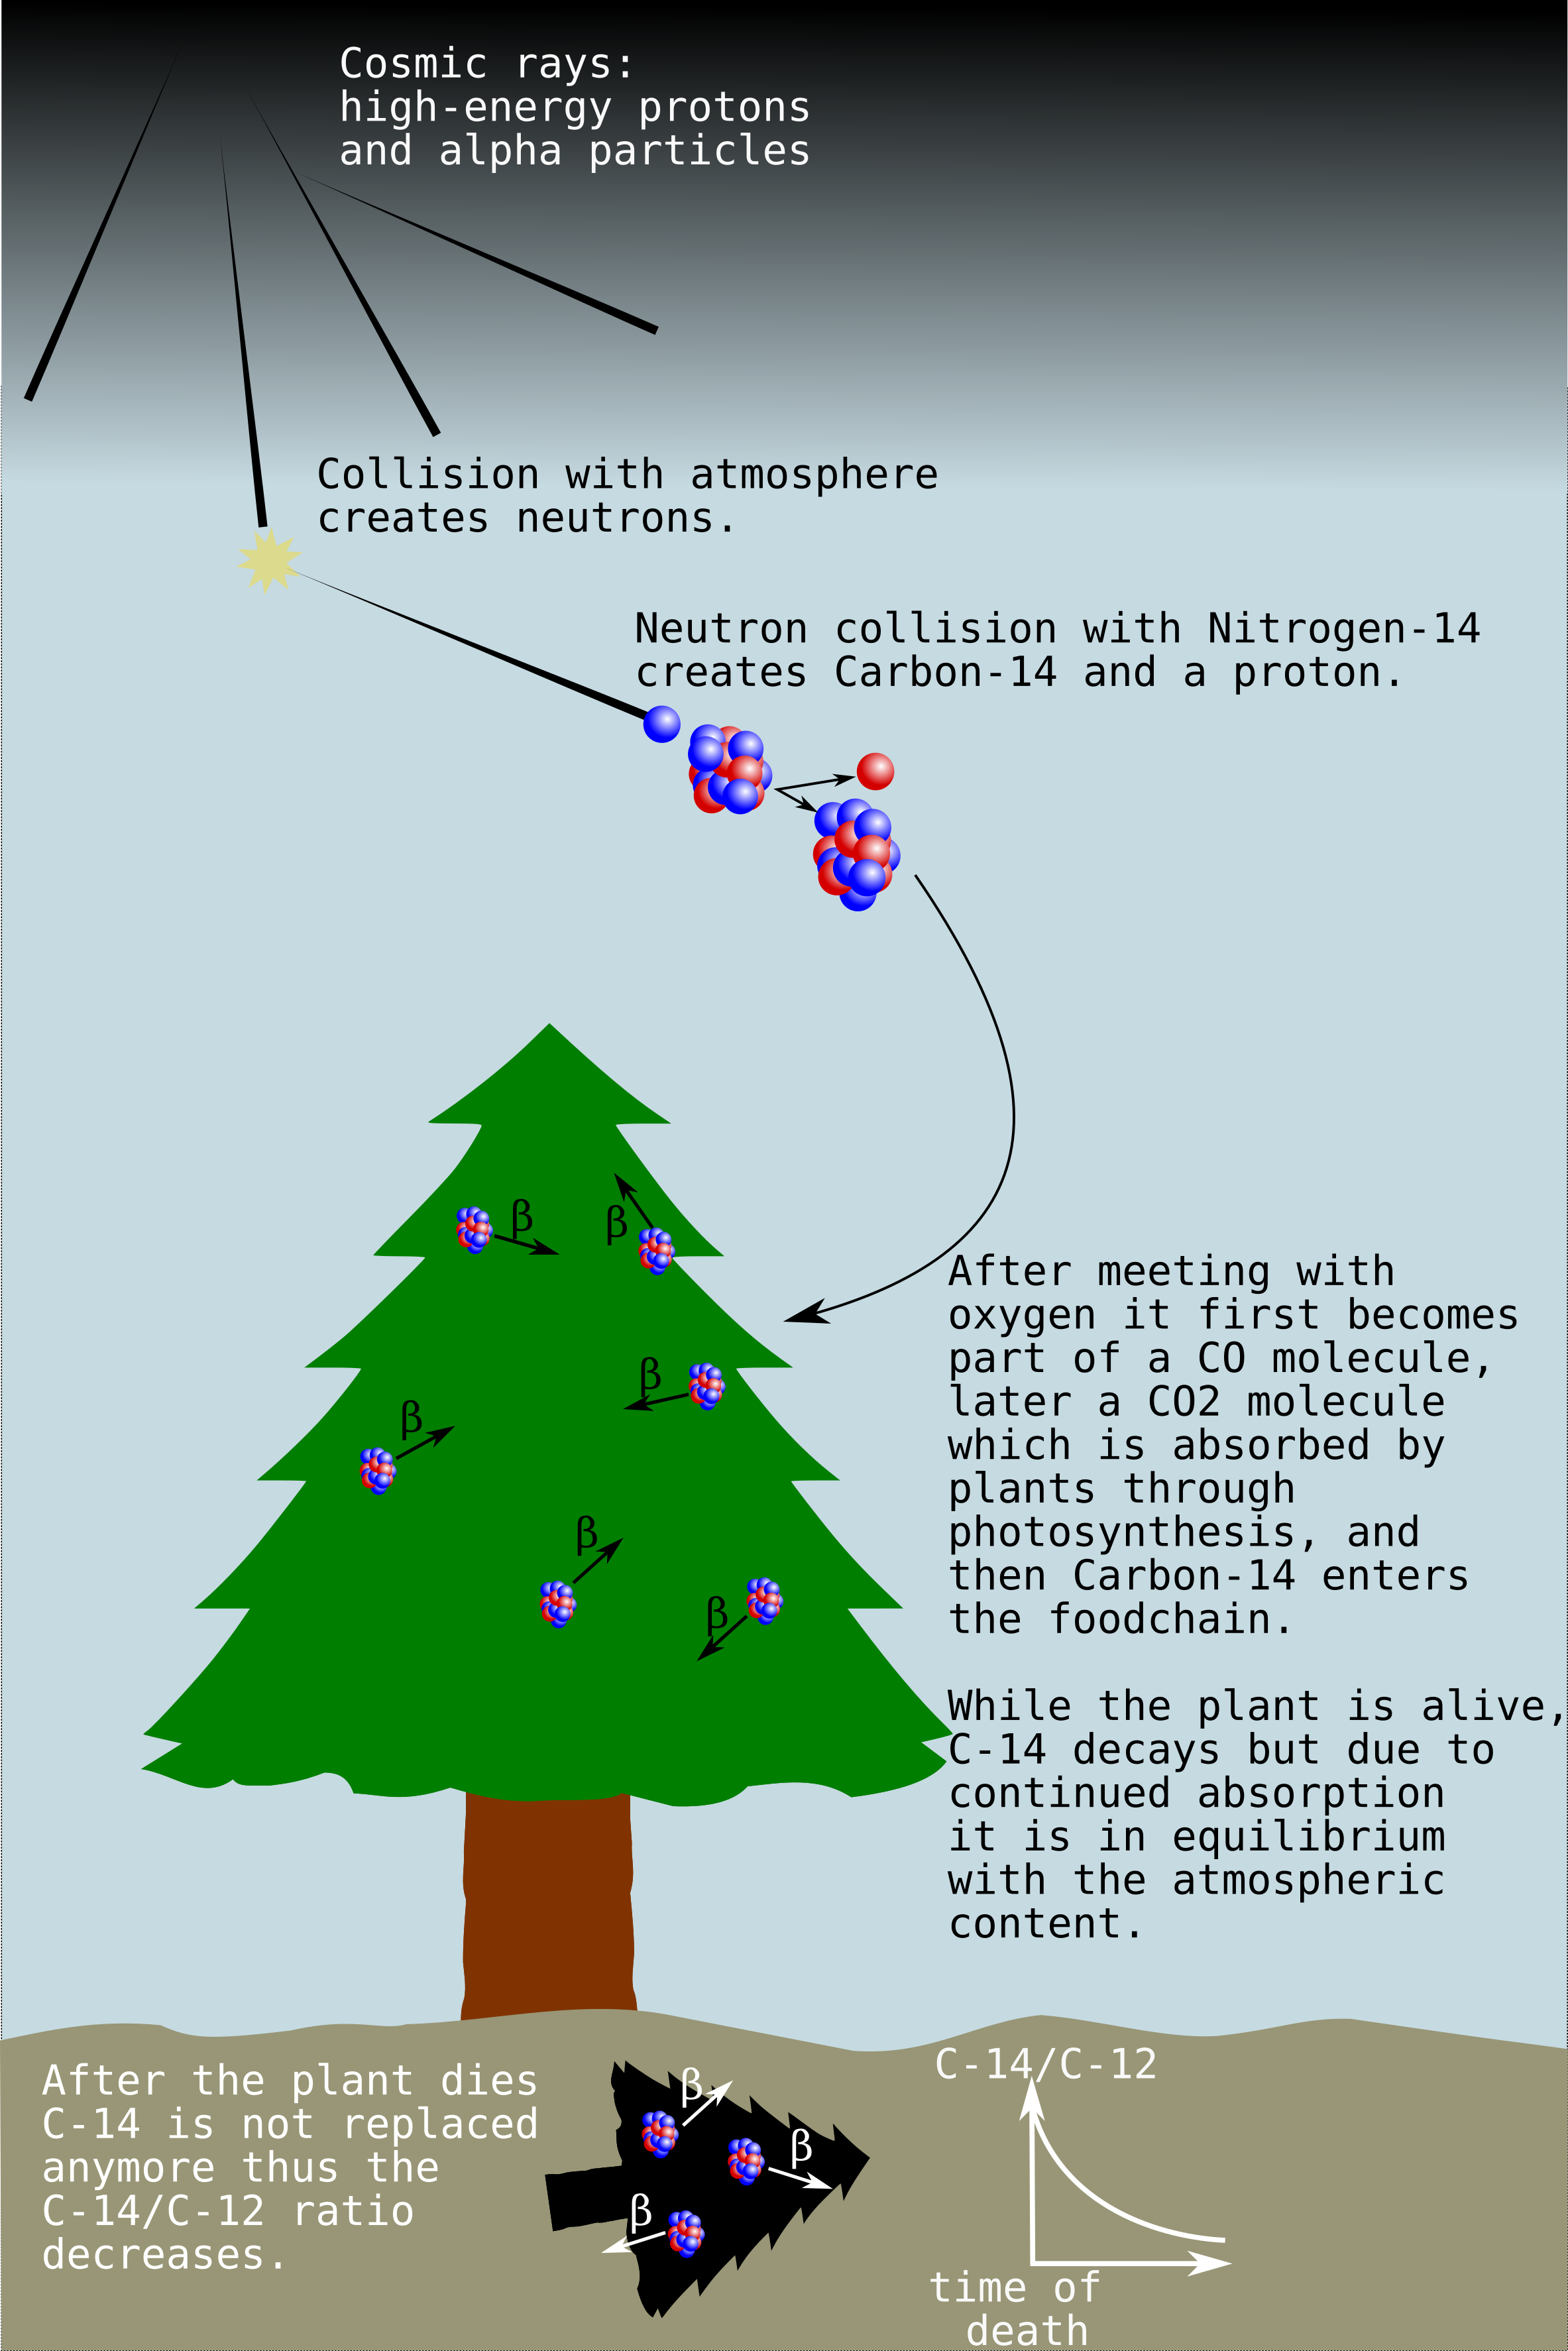 Cosmic rays:
high-energy protons
and alpha particles
Collision with atmosphere
creates neutrons.
Neutron collision with Nitrogen-14
creates Carbon-14 and a proton.
β
β
β
β
β
β
After meeting with
oxygen it first becomes
part of a CO molecule,
later a CO2 molecule
which is absorbed by
plants through
photosynthesis, and
then Carbon-14 enters
the foodchain.
While the plant is alive,
C-14 decays but due to
continued absorption
it is in equilibrium
with the atmospheric
content.
After the plant dies
C-14 is not replaced
anymore thus the
C-14/C-12 ratio
decreases.
β
β
β
C-14/C-12
time of
death